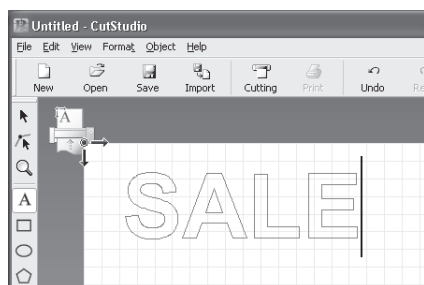 Untitled - CutStudio
File Edit View Format Object Help
New Open Save Import Cutting Print Undo
A
A
SALE